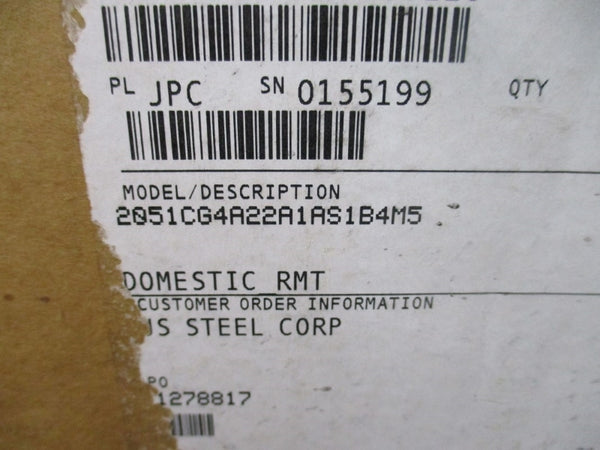 PL JPC SN 0155199 QTY
MODEL/DESCRIPTION
2051CG4A22A1AS1B4M5
DOMESTIC RMT
CUSTOMER ORDER INFORMATION
US STEEL CORP
PO
1278817